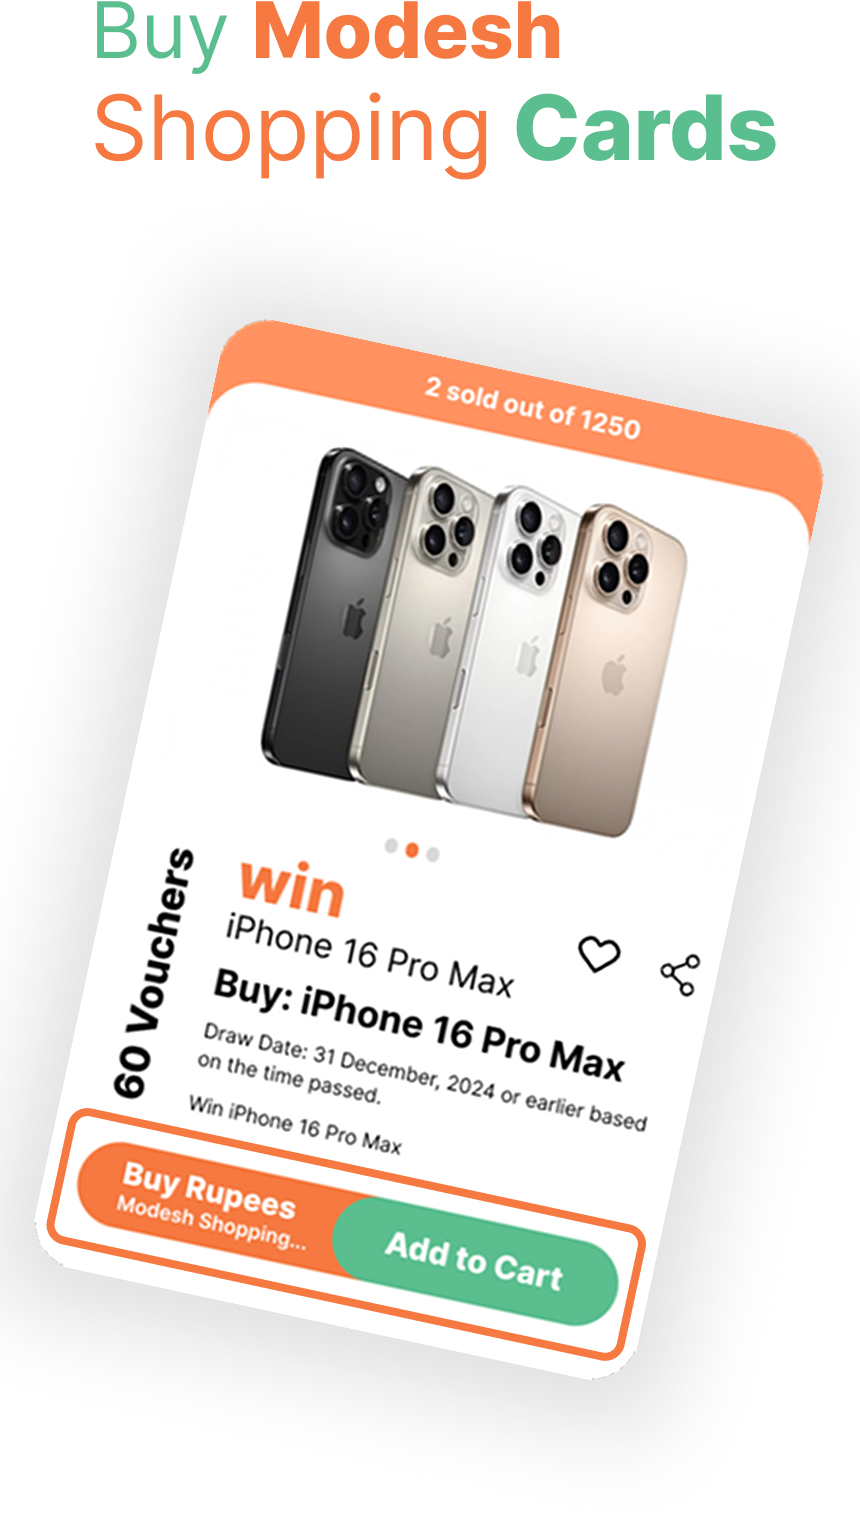 Buy Modesh
Shopping Cards
2 sold out of 1250
60 Vouchers
win
iPhone 16 Pro Max
Buy: iPhone 16 Pro Max
Draw Date: 31 December, 2024 or earlier based
on the time passed.
Win iPhone 16 Pro Max
Buy Rupees
Modesh Shopping...
Add to Cart